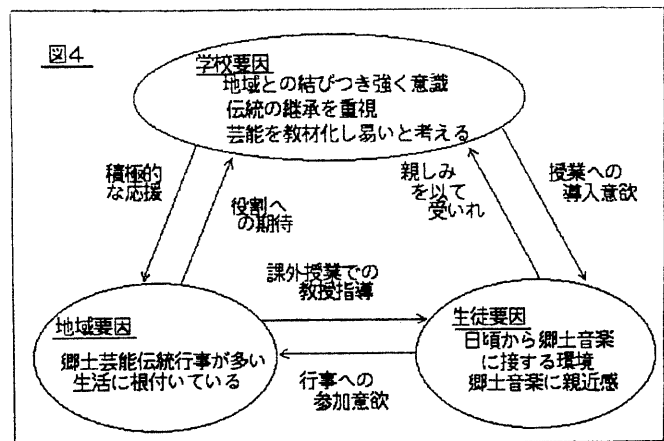 図4
学校要因
地域との結びつき強く意識
伝統の継承を重視
芸能を教材化し易いと考える
積極的
な応援
役割へ
の期待
親しみ
を以て
受いれ
授業への
導入意欲
課外授業での
教授指導
地域要因
郷土芸能伝統行事が多い
生活に根付いている
生徒要因
日頃から郷土音楽
に接する環境
郷土音楽に親近感
行事への
参加意欲